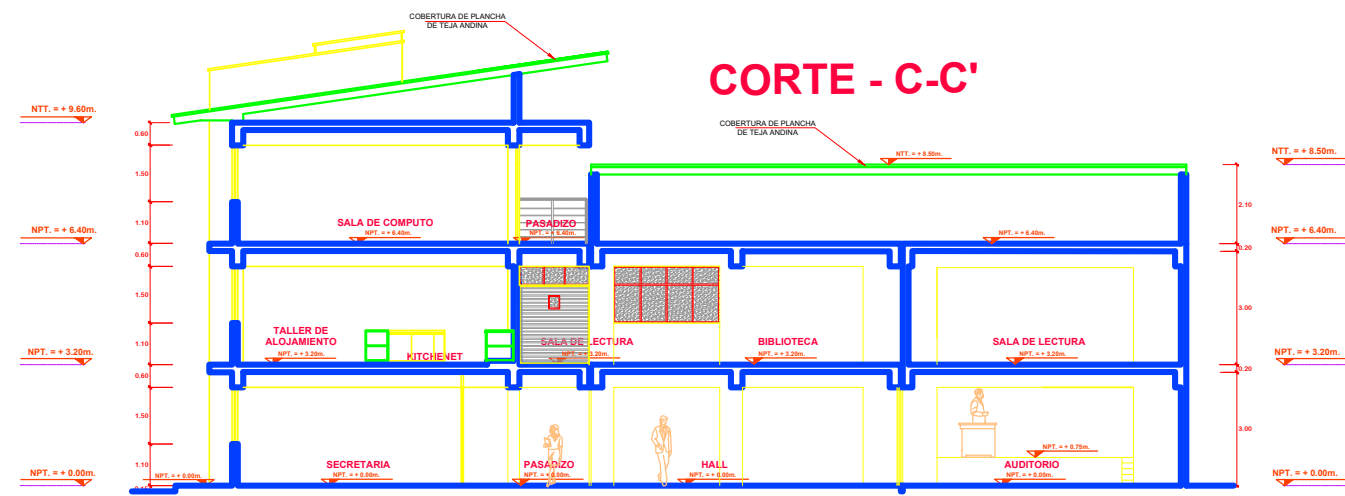 COBERTURA DE PLANCHA
DE TEJA ANDINA
CORTE - C-C'
NTT. = + 9.60m.
0.60
COBERTURA DE PLANCHA
DE TEJA ANDINA
NTT. = + 8.50m.
NTT. = + 8.50m.
1.50
2.10
SALA DE COMPUTO
PASADIZO
1.10
NPT. = + 6.40m.
NPT. = + 6.40m.
NPT. = + 6.40m.
NPT. = + 6.40m.
NPT. = + 6.40m.
0.20
0.60
1.50
3.00
TALLER DE
ALOJAMIENTO
KITCHENET
SALA DE LECTURA
BIBLIOTECA
SALA DE LECTURA
1.10
NPT. = + 3.20m.
NPT. = + 3.20m.
NPT. = + 3.20m.
NPT. = + 3.20m.
NPT. = + 3.20m.
NPT. = + 3.20m.
0.20
0.60
1.50
3.00
NPT. = + 0.75m.
1.10
SECRETARIA
PASADIZO
HALL
AUDITORIO
NPT. = + 0.00m.
NPT. = + 0.00m.
NPT. = + 0.00m.
NPT. = + 0.00m.
NPT. = + 0.00m.
NPT. = + 0.00m.
NPT. = + 0.00m.